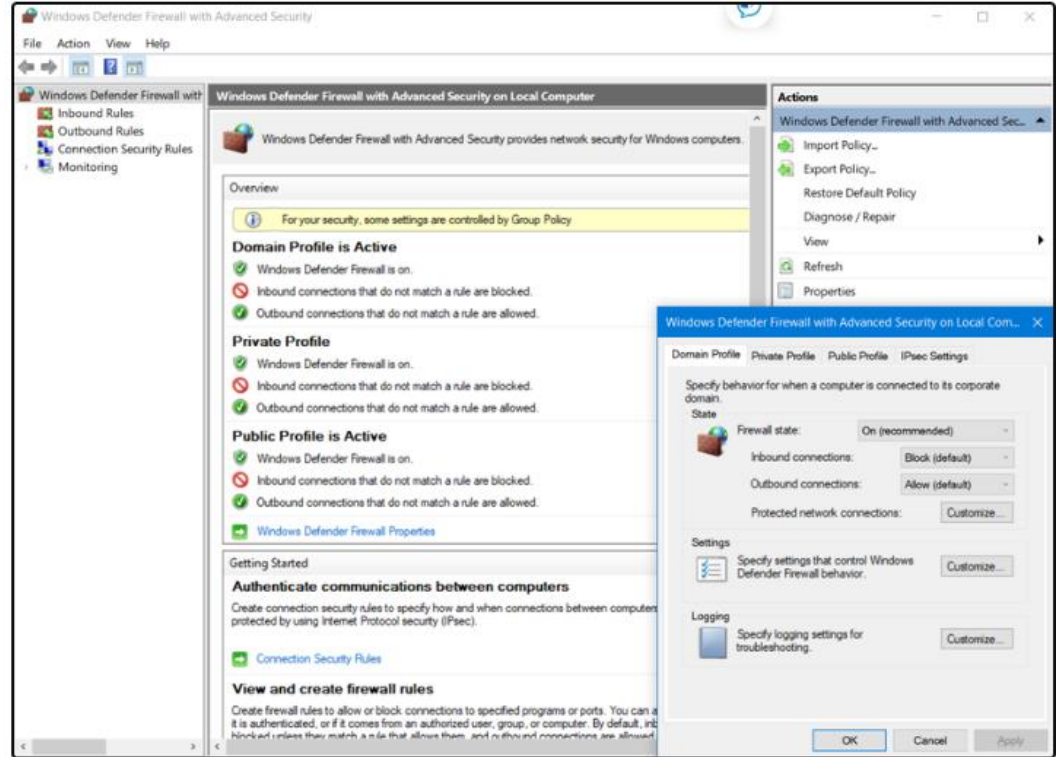 Windows Defender Firewall with Advanced Security
File Action View Help
Windows Defender Firewall with
Inbound Rules
Outbound Rules
Connection Security Rules
Monitoring
Windows Defender Firewall with Advanced Security on Local Computer
Windows Defender Firewall with Advanced Security provides network security for Windows computers.
Overview
For your security, some settings are controlled by Group Policy
Domain Profile is Active
Windows Defender Firewall is on.
Inbound connections that do not match a rule are blocked.
Outbound connections that do not match a rule are allowed.
Private Profile
Windows Defender Firewall is on.
Inbound connections that do not match a rule are blocked.
Outbound connections that do not match a rule are allowed.
Public Profile is Active
Windows Defender Firewall is on.
Inbound connections that do not match a rule are blocked.
Outbound connections that do not match a rule are allowed.
Windows Defender Firewall Properties
Getting Started
Authenticate communications between computers
Create connection security rules to specify how and when connections between computers
protected by using Internet Protocol security (IPsec).
Connection Security Rules
View and create firewall rules
Create firewall rules to allow or block connections to specified programs or ports. You can a
it is authenticated, or if it comes from an authorized user, group, or computer. By default, inb
blocked unless they match a rule that allows them, and outbound connections are allowed
Actions
Windows Defender Firewall with Advanced Sec...
Import Policy...
Export Policy...
Restore Default Policy
Diagnose / Repair
View
Refresh
Properties
Windows Defender Firewall with Advanced Security on Local Com...
Domain Profile Private Profile Public Profile IPsec Settings
Specify behavior for when a computer is connected to its corporate
domain.
State
Firewall state: On (recommended)
Inbound connections: Block (default)
Outbound connections: Allow (default)
Protected network connections: Customize...
Settings
Specify settings that control Windows
Defender Firewall behavior.
Customize...
Logging
Specify logging settings for
troubleshooting.
Customize...
OK Cancel Apply